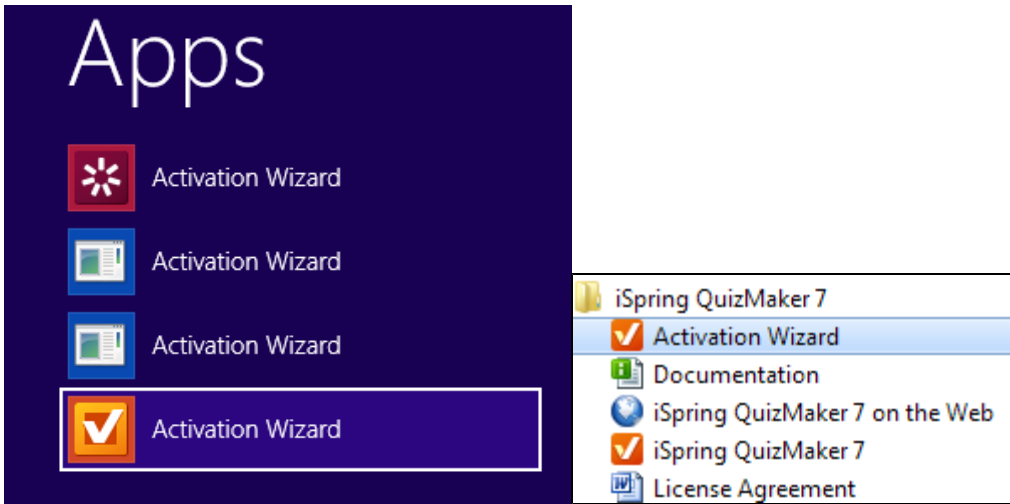 Apps
Activation Wizard
Activation Wizard
Activation Wizard
Activation Wizard
iSpring QuizMaker 7
Activation Wizard
Documentation
iSpring QuizMaker 7 on the Web
iSpring QuizMaker 7
License Agreement